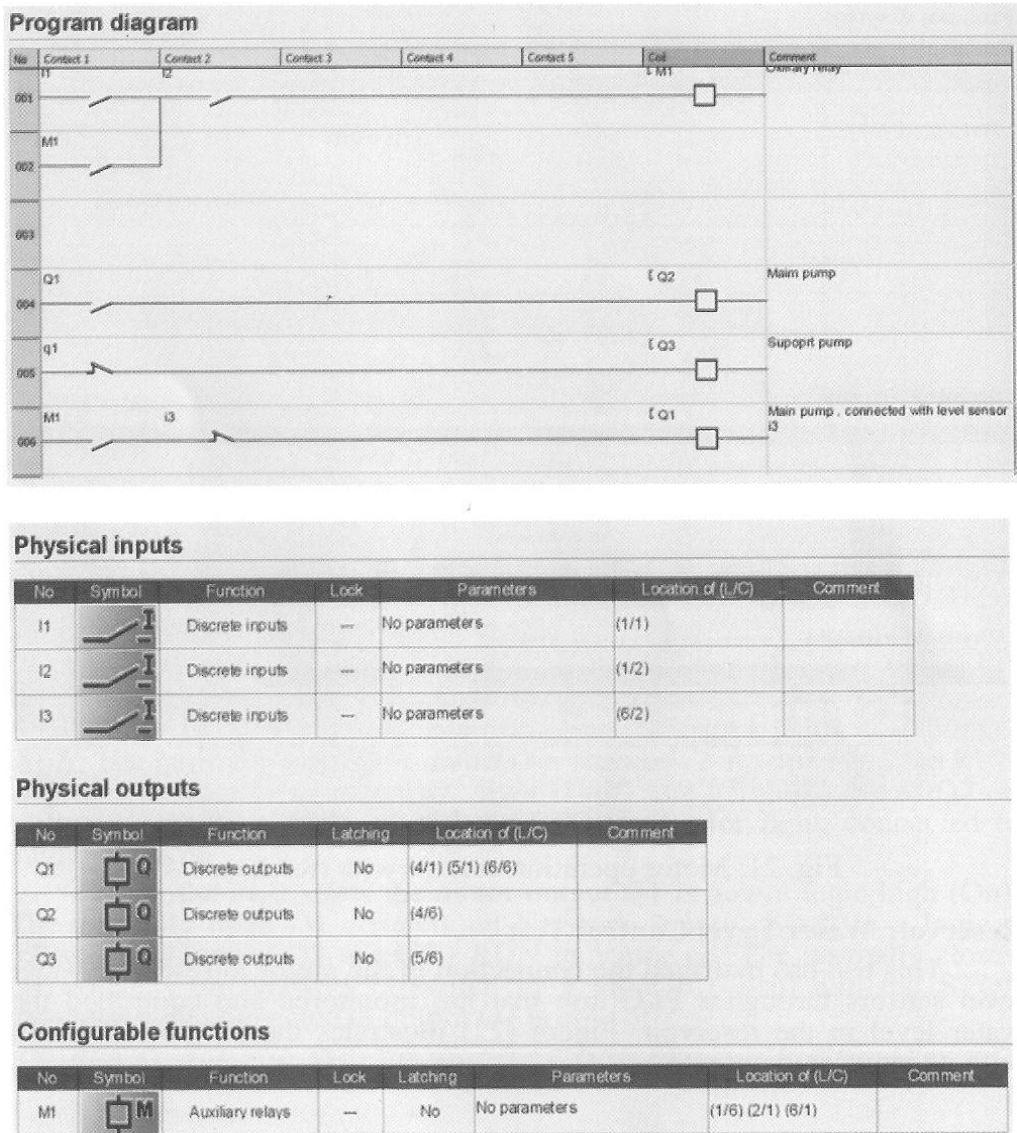 Program diagram
No Contact 1 Contact 2 Contact 3 Contact 4 Contact 5 Coil Comment
I1 I2 [ M1 Oxiliary relay
001
M1
002
003
Q1 [ Q2 Maim pump
004
q1 [ Q3 Supoprt pump
005
M1 i3 [ Q1 Main pump , connected with level sensor
i3
006
Physical inputs
No Symbol Function Lock Parameters Location of (L/C) Comment
I1 I Discrete inputs --- No parameters (1/1)
I2 I Discrete inputs --- No parameters (1/2)
I3 I Discrete inputs --- No parameters (6/2)
Physical outputs
No Symbol Function Latching Location of (L/C) Comment
Q1 Q Discrete outputs No (4/1) (5/1) (6/6)
Q2 Q Discrete outputs No (4/6)
Q3 Q Discrete outputs No (5/6)
Configurable functions
No Symbol Function Lock Latching Parameters Location of (L/C) Comment
M1 M Auxiliary relays --- No No parameters (1/6) (2/1) (6/1)